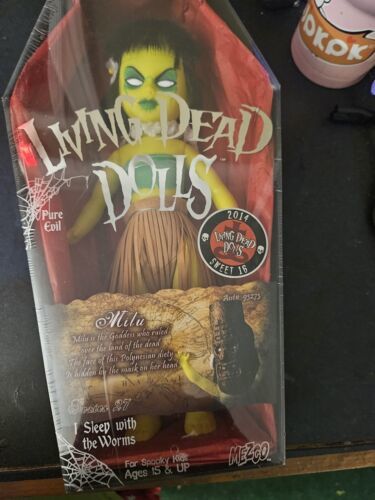 LIVING DEAD
DOLLS
Pure
Evil
2014
LIVING DEAD
DOLLS
SWEET 16
Milu
Milu is the Goddess who ruled
over the land of the dead
The face of this Polynesian diety
Is hidden by the mask on her head
Series 27
I Sleep with
the Worms
For Spooky Kids
Ages 15 & UP
MEZCO